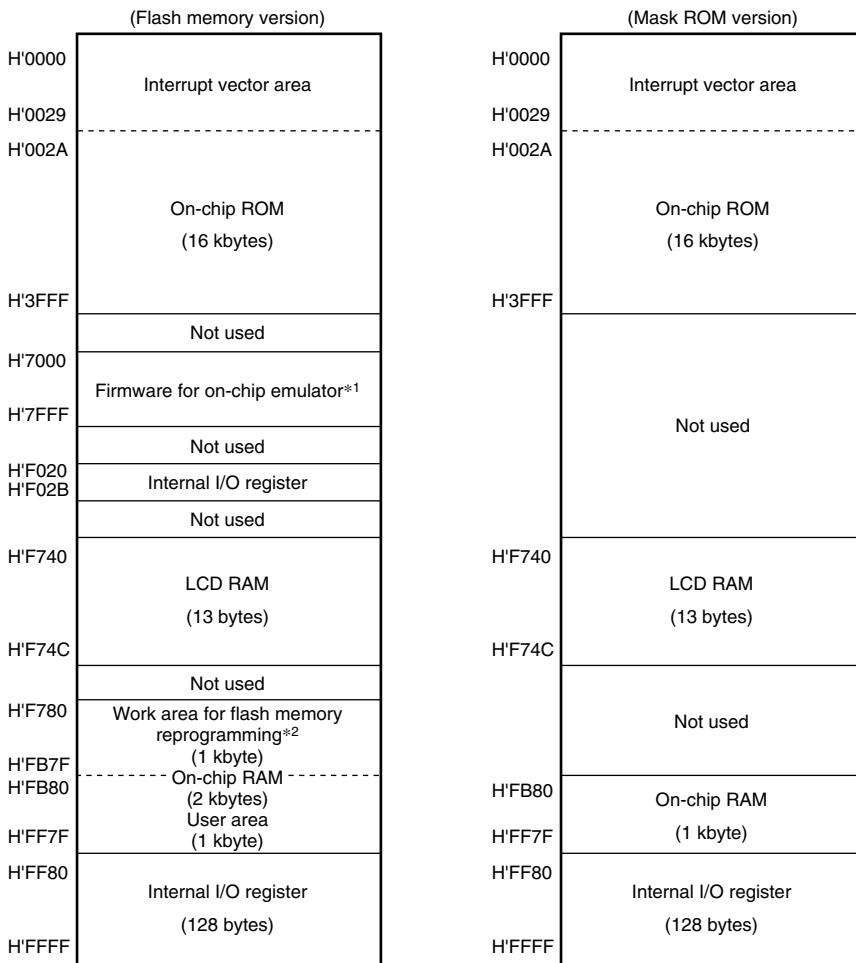 (Flash memory version)
H'0000
Interrupt vector area
H'0029
H'002A
On-chip ROM
(16 kbytes)
H'3FFF
Not used
H'7000
Firmware for on-chip emulator*1
H'7FFF
Not used
H'F020
H'F02B
Internal I/O register
Not used
H'F740
LCD RAM
(13 bytes)
H'F74C
Not used
H'F780
Work area for flash memory
reprogramming*2
(1 kbyte)
H'FB7F
On-chip RAM
H'FB80
(2 kbytes)
User area
H'FF7F
(1 kbyte)
H'FF80
Internal I/O register
(128 bytes)
H'FFFF
(Mask ROM version)
H'0000
Interrupt vector area
H'0029
H'002A
On-chip ROM
(16 kbytes)
H'3FFF
Not used
H'F740
LCD RAM
(13 bytes)
H'F74C
Not used
H'FB80
On-chip RAM
(1 kbyte)
H'FF7F
H'FF80
Internal I/O register
(128 bytes)
H'FFFF